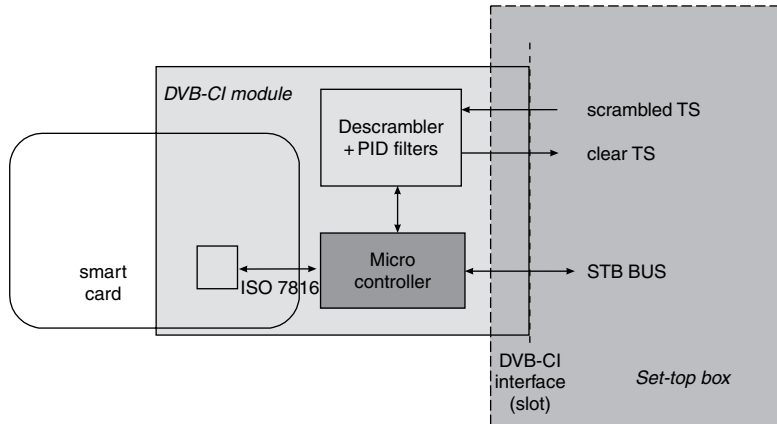 DVB-CI module
Descrambler
+ PID filters
scrambled TS
clear TS
smart
card
ISO 7816
Micro
controller
STB BUS
DVB-CI
interface
(slot)
Set-top box